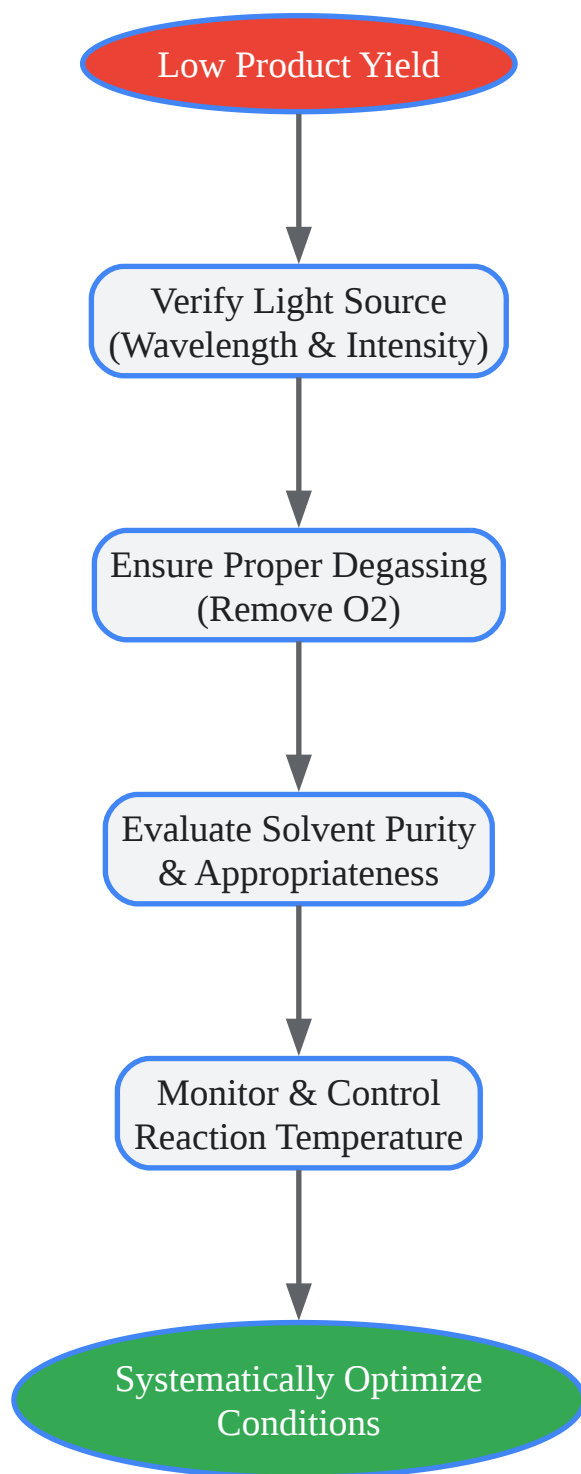 Low Product Yield
Verify Light Source
(Wavelength & Intensity)
Ensure Proper Degassing
(Remove O2)
Evaluate Solvent Purity
& Appropriateness
Monitor & Control
Reaction Temperature
Systematically Optimize
Conditions